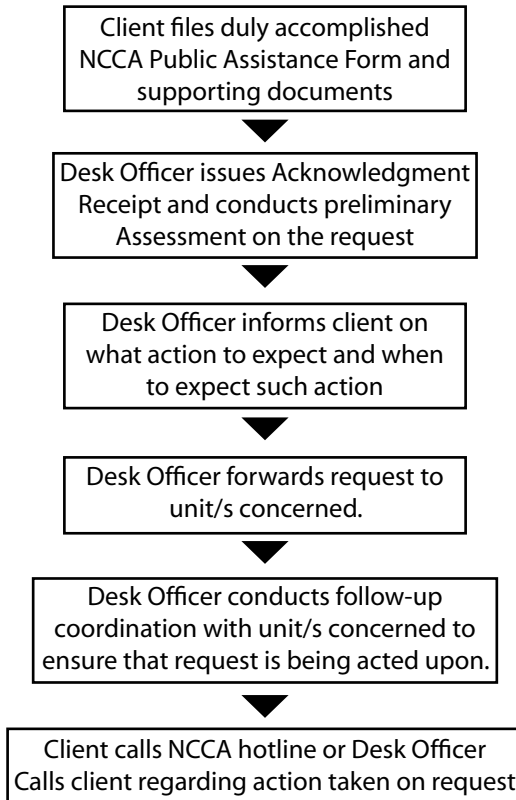 Client files duly accomplished
NCCA Public Assistance Form and
supporting documents
Desk Officer issues Acknowledgment
Receipt and conducts preliminary
Assessment on the request
Desk Officer informs client on
what action to expect and when
to expect such action
Desk Officer forwards request to
unit/s concerned.
Desk Officer conducts follow-up
coordination with unit/s concerned to
ensure that request is being acted upon.
Client calls NCCA hotline or Desk Officer
Calls client regarding action taken on request